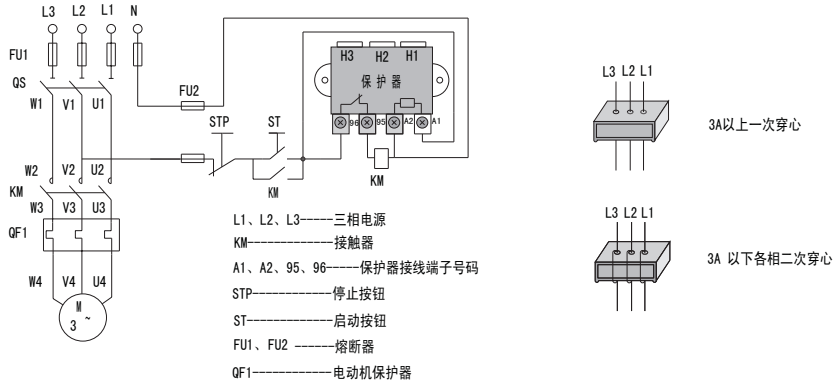 L3 L2 L1 N
FU1
QS
W1 V1 U1
FU2
STP ST
H3 H2 H1
保护器
96 95 A2 A1
KM
KM
W2 V2 U2
KM
W3 V3 U3
QF1
W4 V4 U4
M
3 ~
L1、L2、L3-----三相电源
KM-------------接触器
A1、A2、95、96-----保护器接线端子号码
STP------------停止按钮
ST-------------启动按钮
FU1、FU2 ------熔断器
QF1------------电动机保护器
L3 L2 L1
3A以上一次穿心
L3 L2 L1
3A 以下各相二次穿心